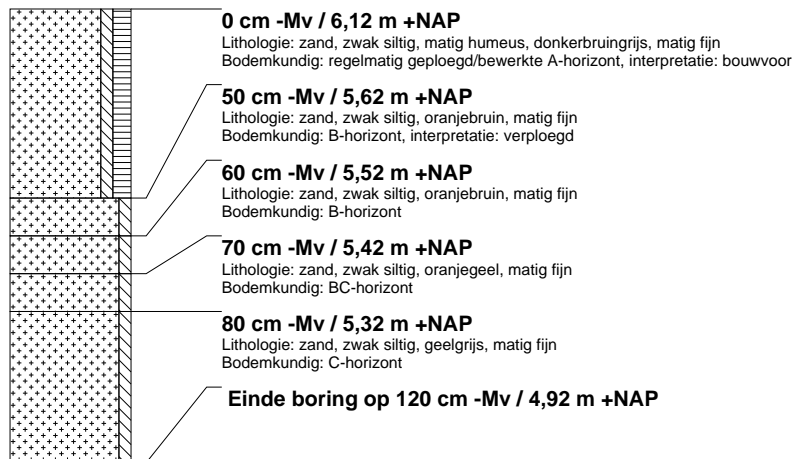 0 cm -Mv / 6,12 m +NAP
Lithologie: zand, zwak siltig, matig humeus, donkerbruingrijs, matig fijn
Bodemkundig: regelmatig geploegd/bewerkte A-horizont, interpretatie: bouwvoor
50 cm -Mv / 5,62 m +NAP
Lithologie: zand, zwak siltig, oranjebruin, matig fijn
Bodemkundig: B-horizont, interpretatie: verploegd
60 cm -Mv / 5,52 m +NAP
Lithologie: zand, zwak siltig, oranjebruin, matig fijn
Bodemkundig: B-horizont
70 cm -Mv / 5,42 m +NAP
Lithologie: zand, zwak siltig, oranjegeel, matig fijn
Bodemkundig: BC-horizont
80 cm -Mv / 5,32 m +NAP
Lithologie: zand, zwak siltig, geelgrijs, matig fijn
Bodemkundig: C-horizont
Einde boring op 120 cm -Mv / 4,92 m +NAP